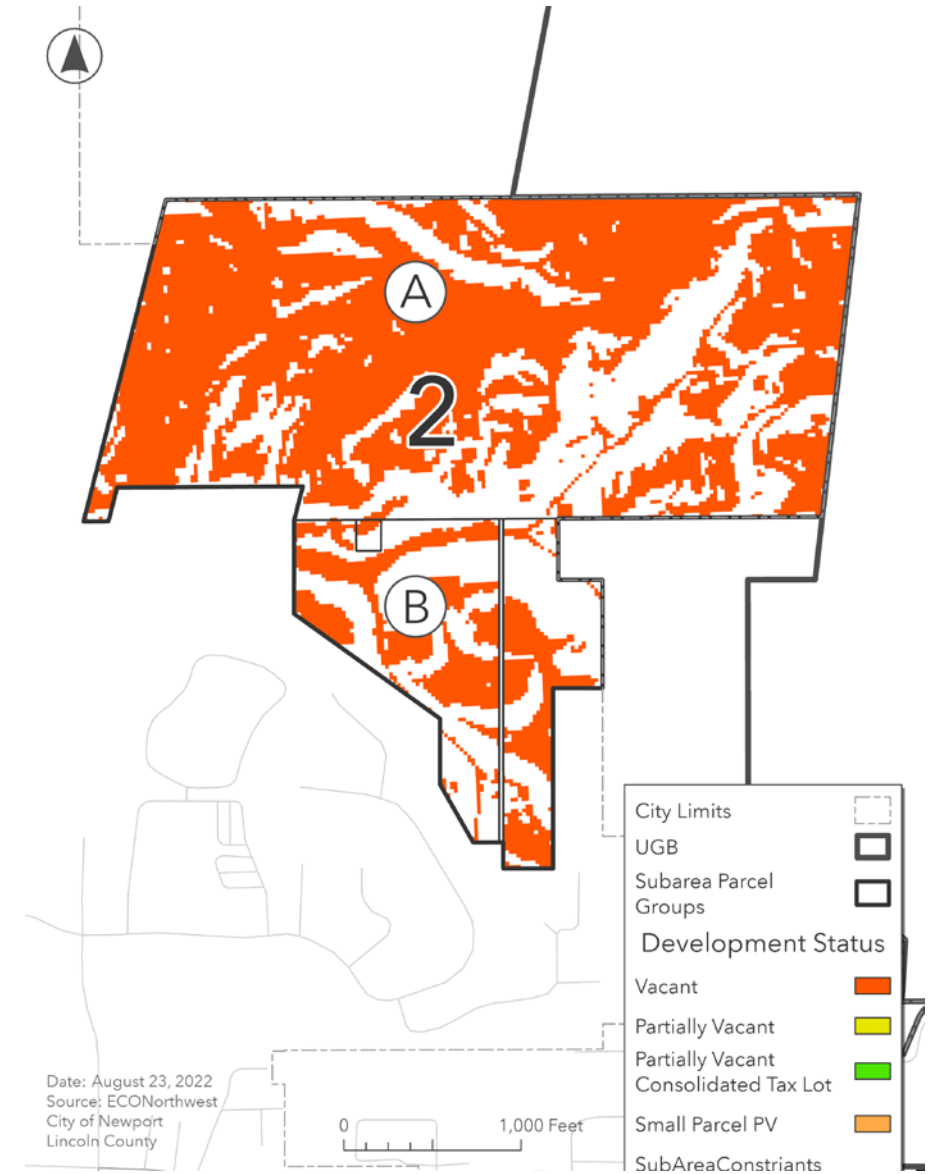 A
2
B
City Limits
UGB
Subarea Parcel
Groups
Development Status
Vacant
Partially Vacant
Partially Vacant
Consolidated Tax Lot
Small Parcel PV
SubAreaConstriants
Date: August 23, 2022
Source: ECONorthwest
City of Newport
Lincoln County
0 1,000 Feet